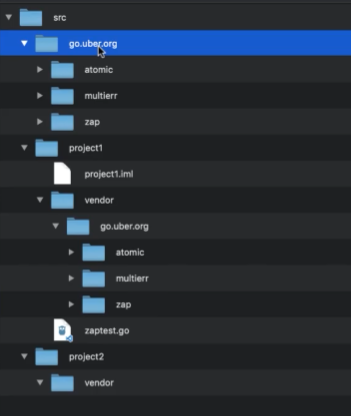 src
go.uber.org
atomic
multierr
zap
project1
project1.iml
vendor
go.uber.org
atomic
multierr
zap
zaptest.go
project2
vendor